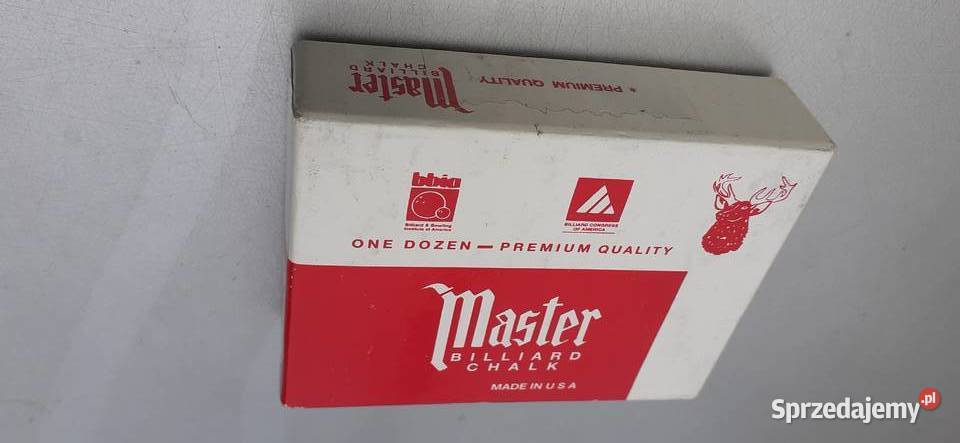 Master
BILLIARD
CHALK
★ PREMIUM QUALITY
bbia
Billiard & Bowling
Institute of America
BILLIARD CONGRESS
OF AMERICA
ONE DOZEN — PREMIUM QUALITY
Master
BILLIARD
CHALK
MADE IN U S A
Sprzedajemy.pl